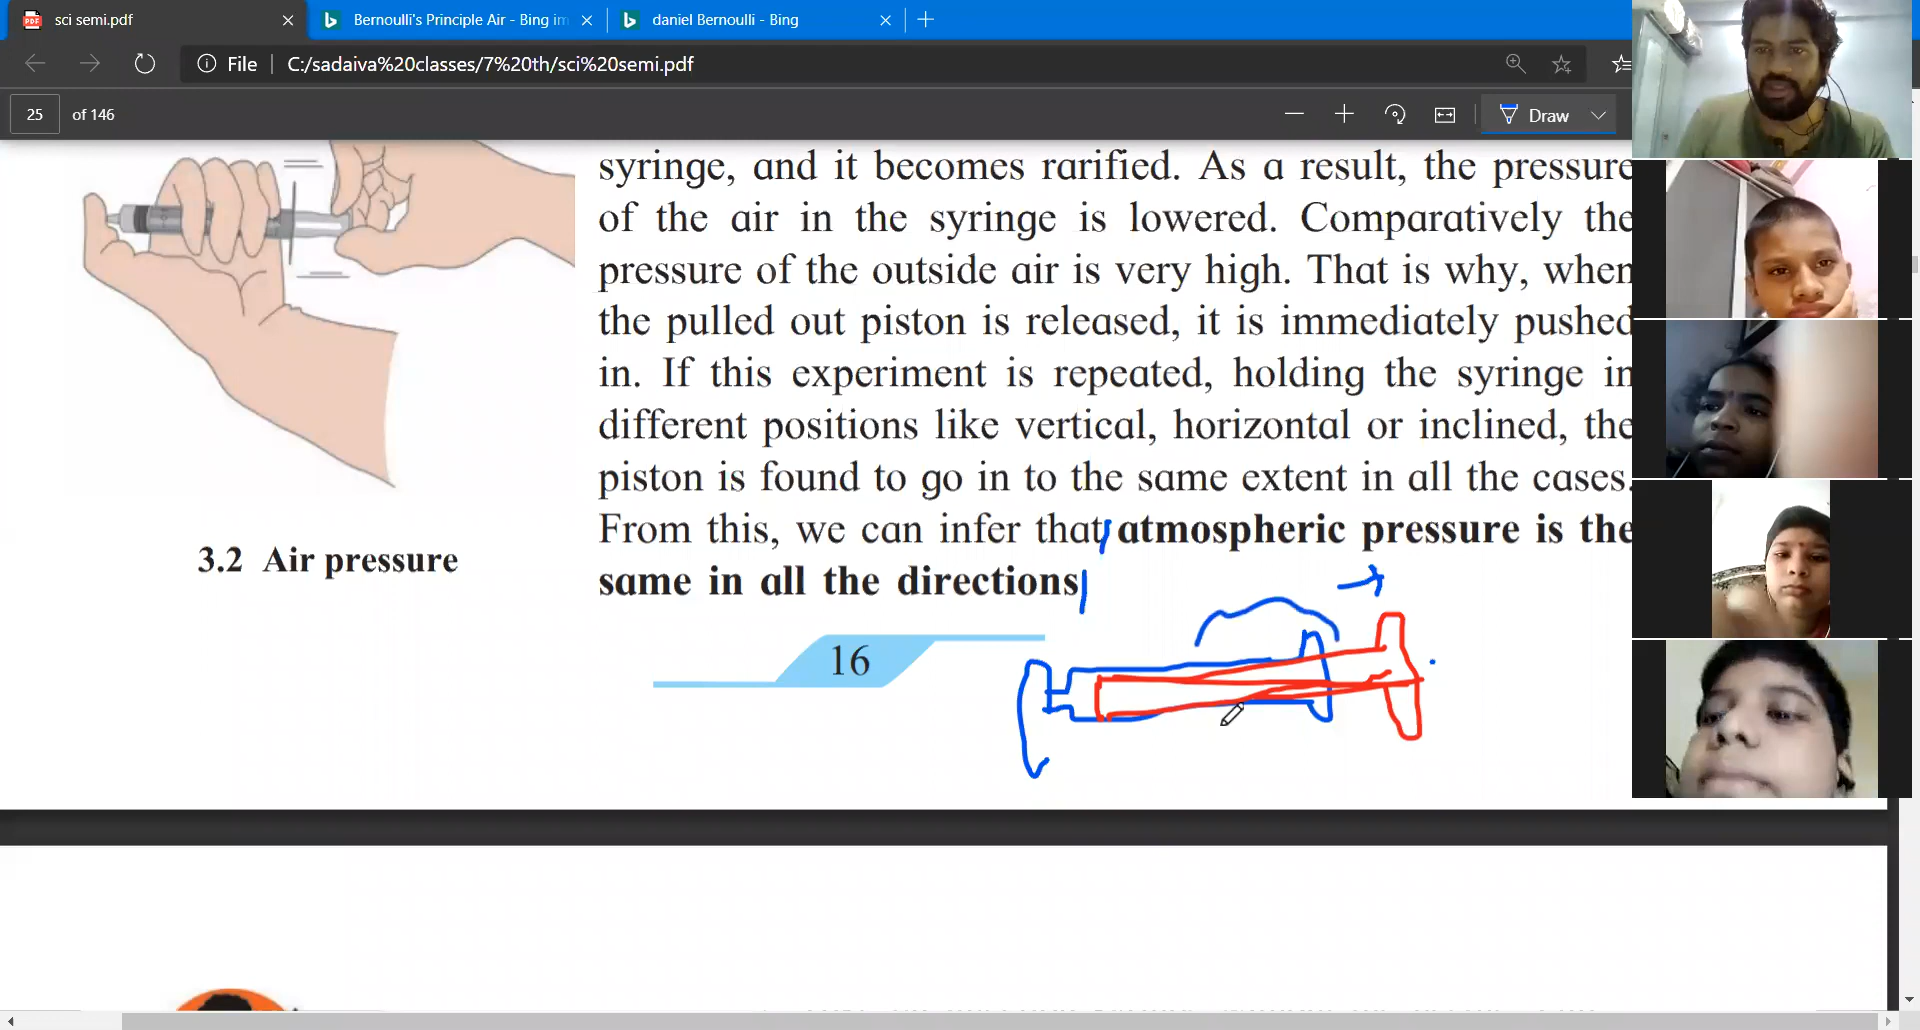 sci semi.pdf
Bernoulli's Principle Air - Bing im
daniel Bernoulli - Bing
File
C:/sadaiva%20classes/7%20th/sci%20semi.pdf
25 of 146
Draw
syringe, and it becomes rarified. As a result, the pressure
of the air in the syringe is lowered. Comparatively the
pressure of the outside air is very high. That is why, when
the pulled out piston is released, it is immediately pushed
in. If this experiment is repeated, holding the syringe in
different positions like vertical, horizontal or inclined, the
piston is found to go in to the same extent in all the cases.
From this, we can infer that atmospheric pressure is the
same in all the directions
3.2 Air pressure
16